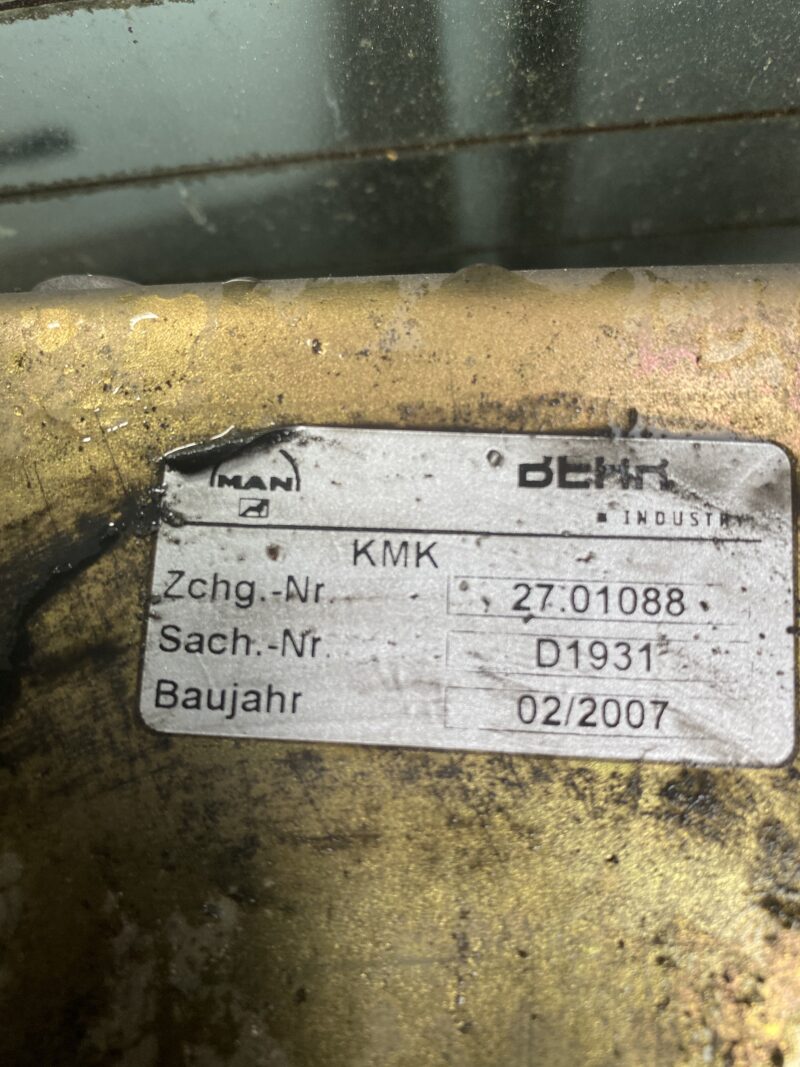 MAN BEHR
INDUSTRY
KMK
Zchg.-Nr. 27.01088
Sach.-Nr. D1931
Baujahr 02/2007